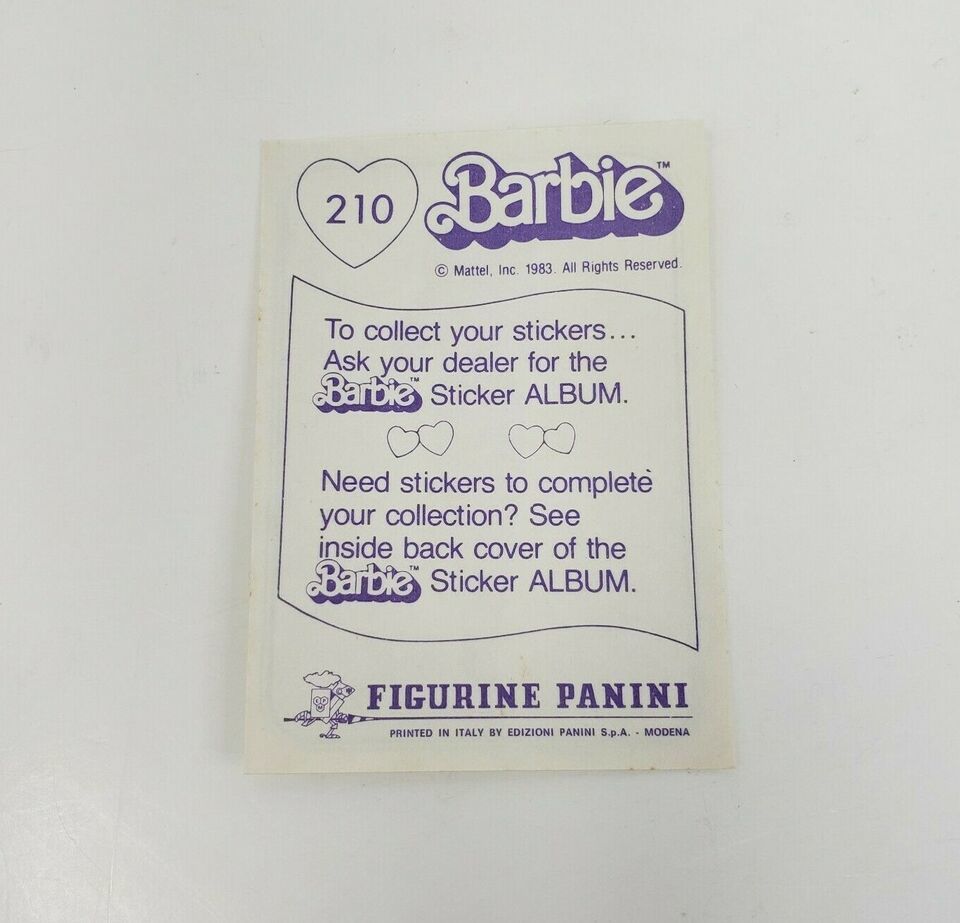 210
Barbie™
© Mattel, Inc. 1983. All Rights Reserved.
To collect your stickers...
Ask your dealer for the
Barbie™ Sticker ALBUM.
Need stickers to complete
your collection? See
inside back cover of the
Barbie™ Sticker ALBUM.
FIGURINE PANINI
PRINTED IN ITALY BY EDIZIONI PANINI S.p.A. - MODENA